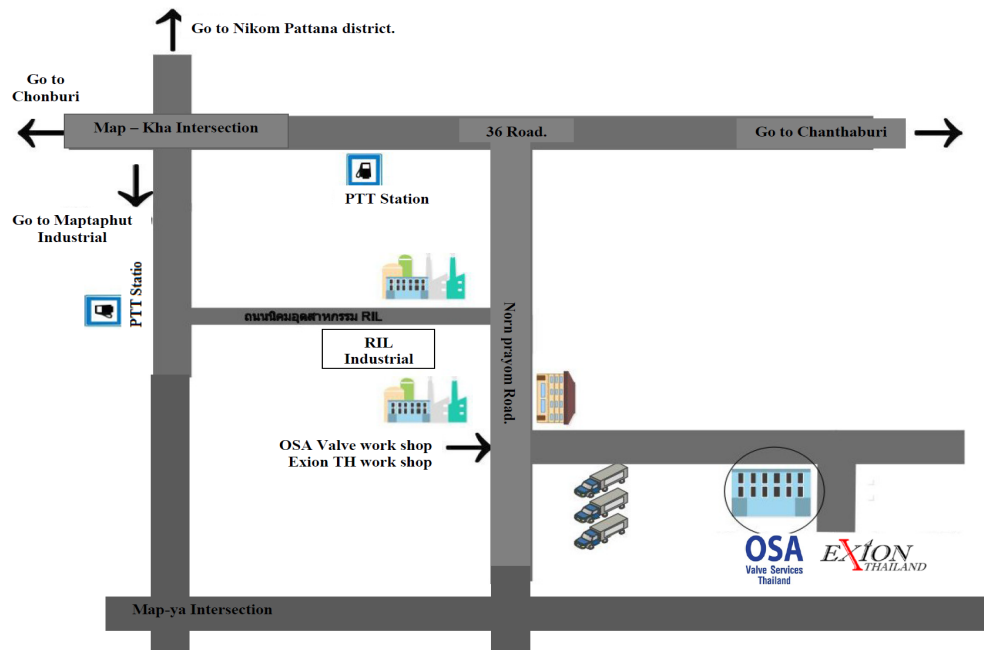 Go to Nikom Pattana district.
Go to
Chonburi
Map – Kha Intersection
36 Road.
Go to Chanthaburi
PTT Station
Go to Maptaphut
Industrial
PTT Statio
ถนนนิคมอุตสาหกรรม RIL
RIL
Industrial
Norn prayom Road.
OSA Valve work shop
Exion TH work shop
OSA
Valve Services
Thailand
EXION
THAILAND
Map-ya Intersection